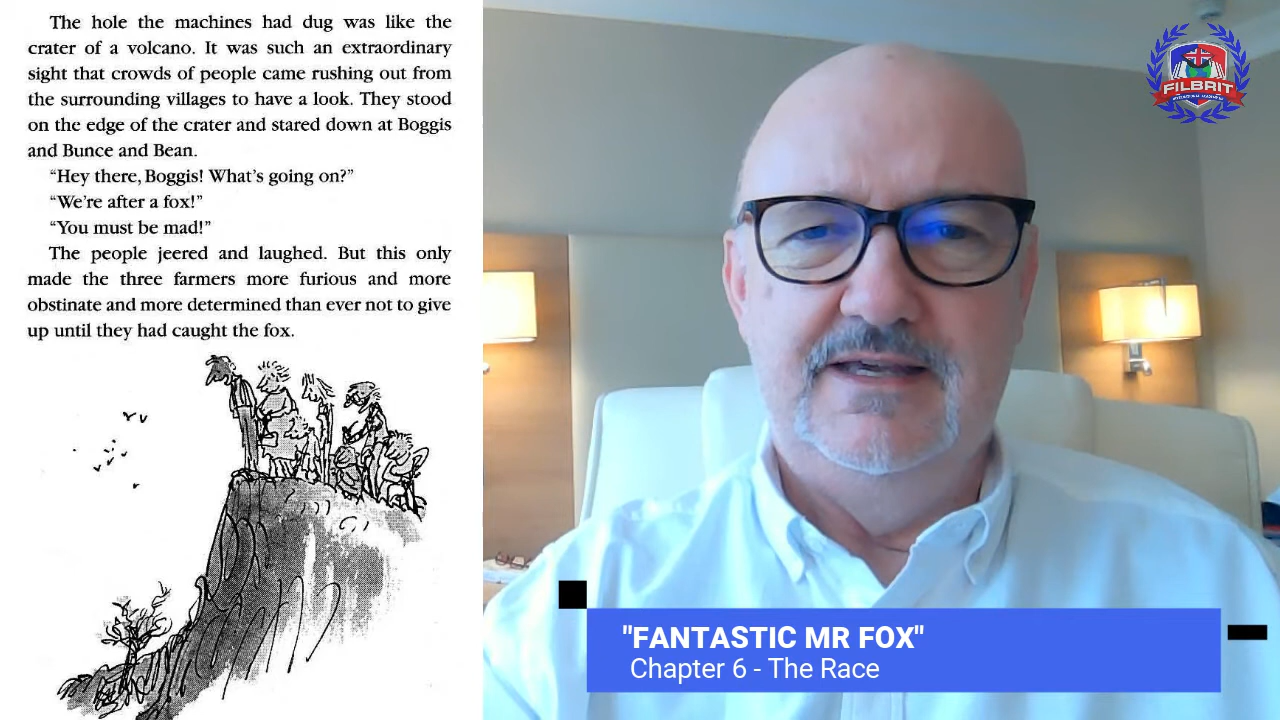 The hole the machines had dug was like the
crater of a volcano. It was such an extraordinary
sight that crowds of people came rushing out from
the surrounding villages to have a look. They stood
on the edge of the crater and stared down at Boggis
and Bunce and Bean.
“Hey there, Boggis! What’s going on?”
“We’re after a fox!”
“You must be mad!”
The people jeered and laughed. But this only
made the three farmers more furious and more
obstinate and more determined than ever not to give
up until they had caught the fox.
FILBRIT
"FANTASTIC MR FOX"
Chapter 6 - The Race